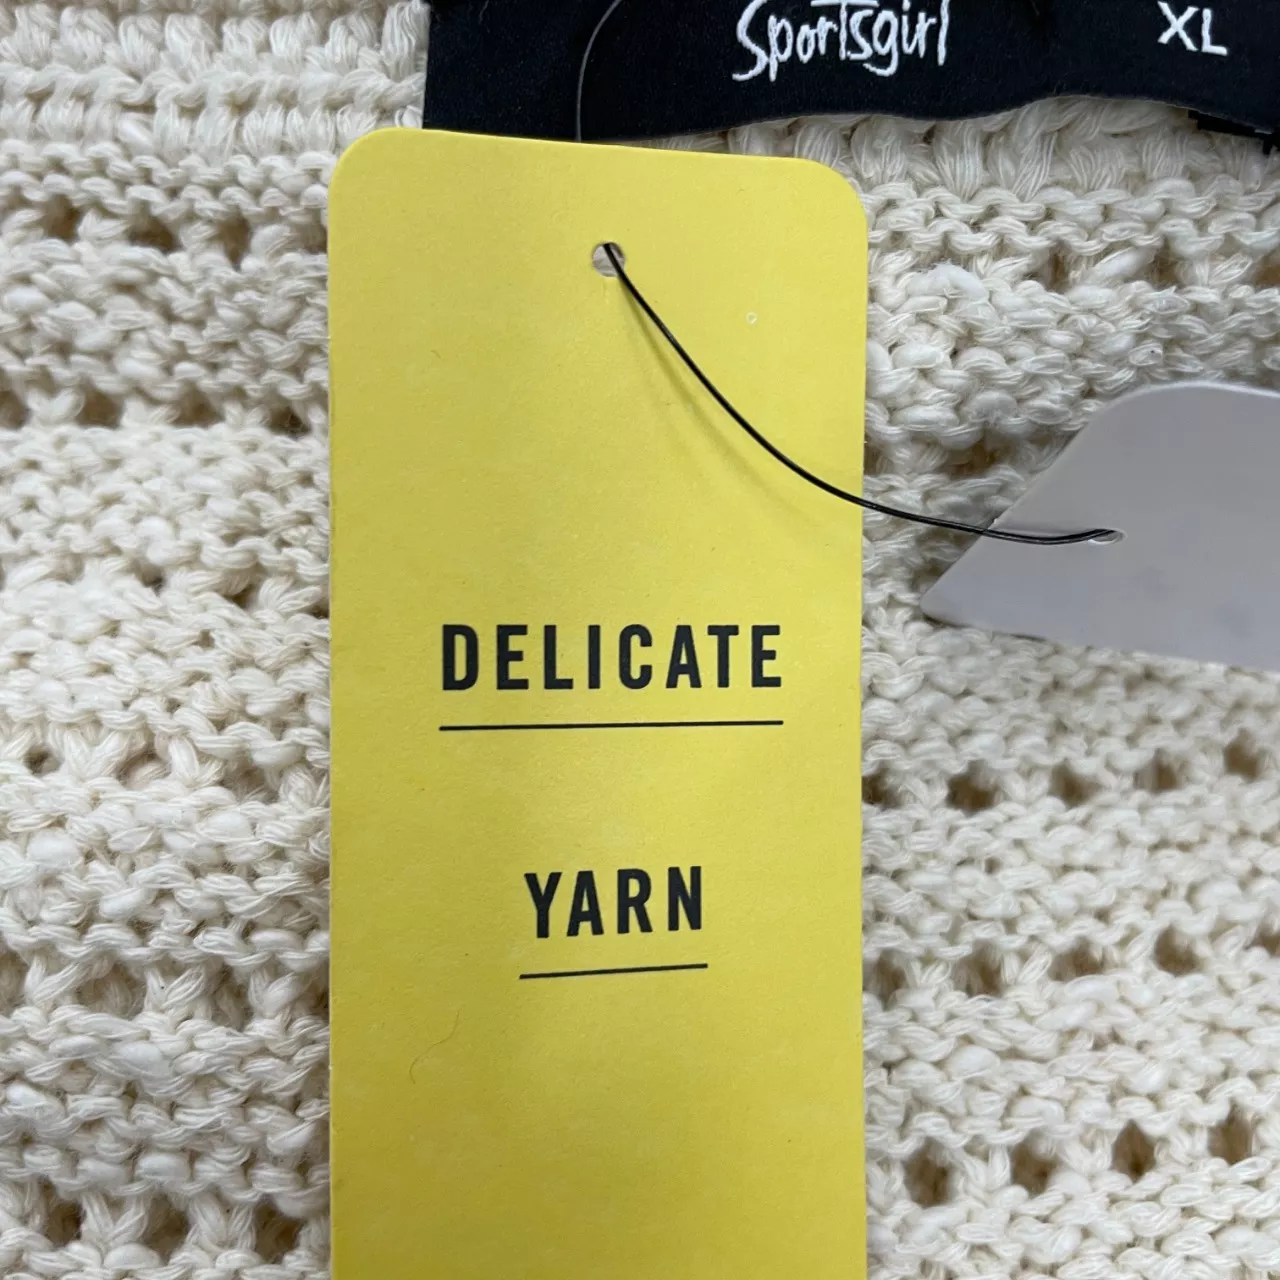 Sportsgirl XL
DELICATE
YARN